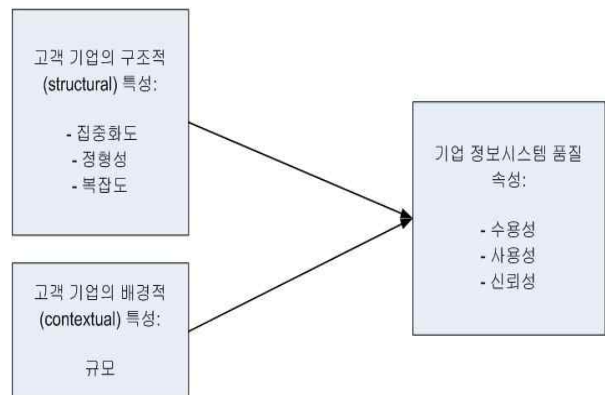 고객 기업의 구조적
(structural) 특성:
- 집중화도
- 정형성
- 복잡도
고객 기업의 배경적
(contextual) 특성:
규모
기업 정보시스템 품질
속성:
- 수용성
- 사용성
- 신뢰성